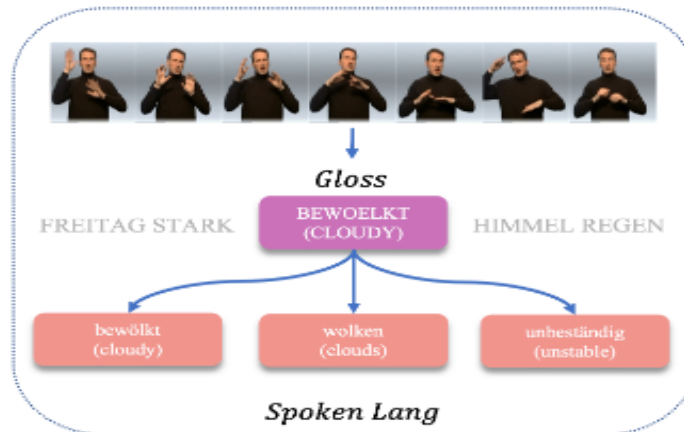 Gloss
FREITAG STARK
BEWOELKT
(CLOUDY)
HIMMEL REGEN
bewölkt
(cloudy)
wolken
(clouds)
unbeständig
(unstable)
Spoken Lang